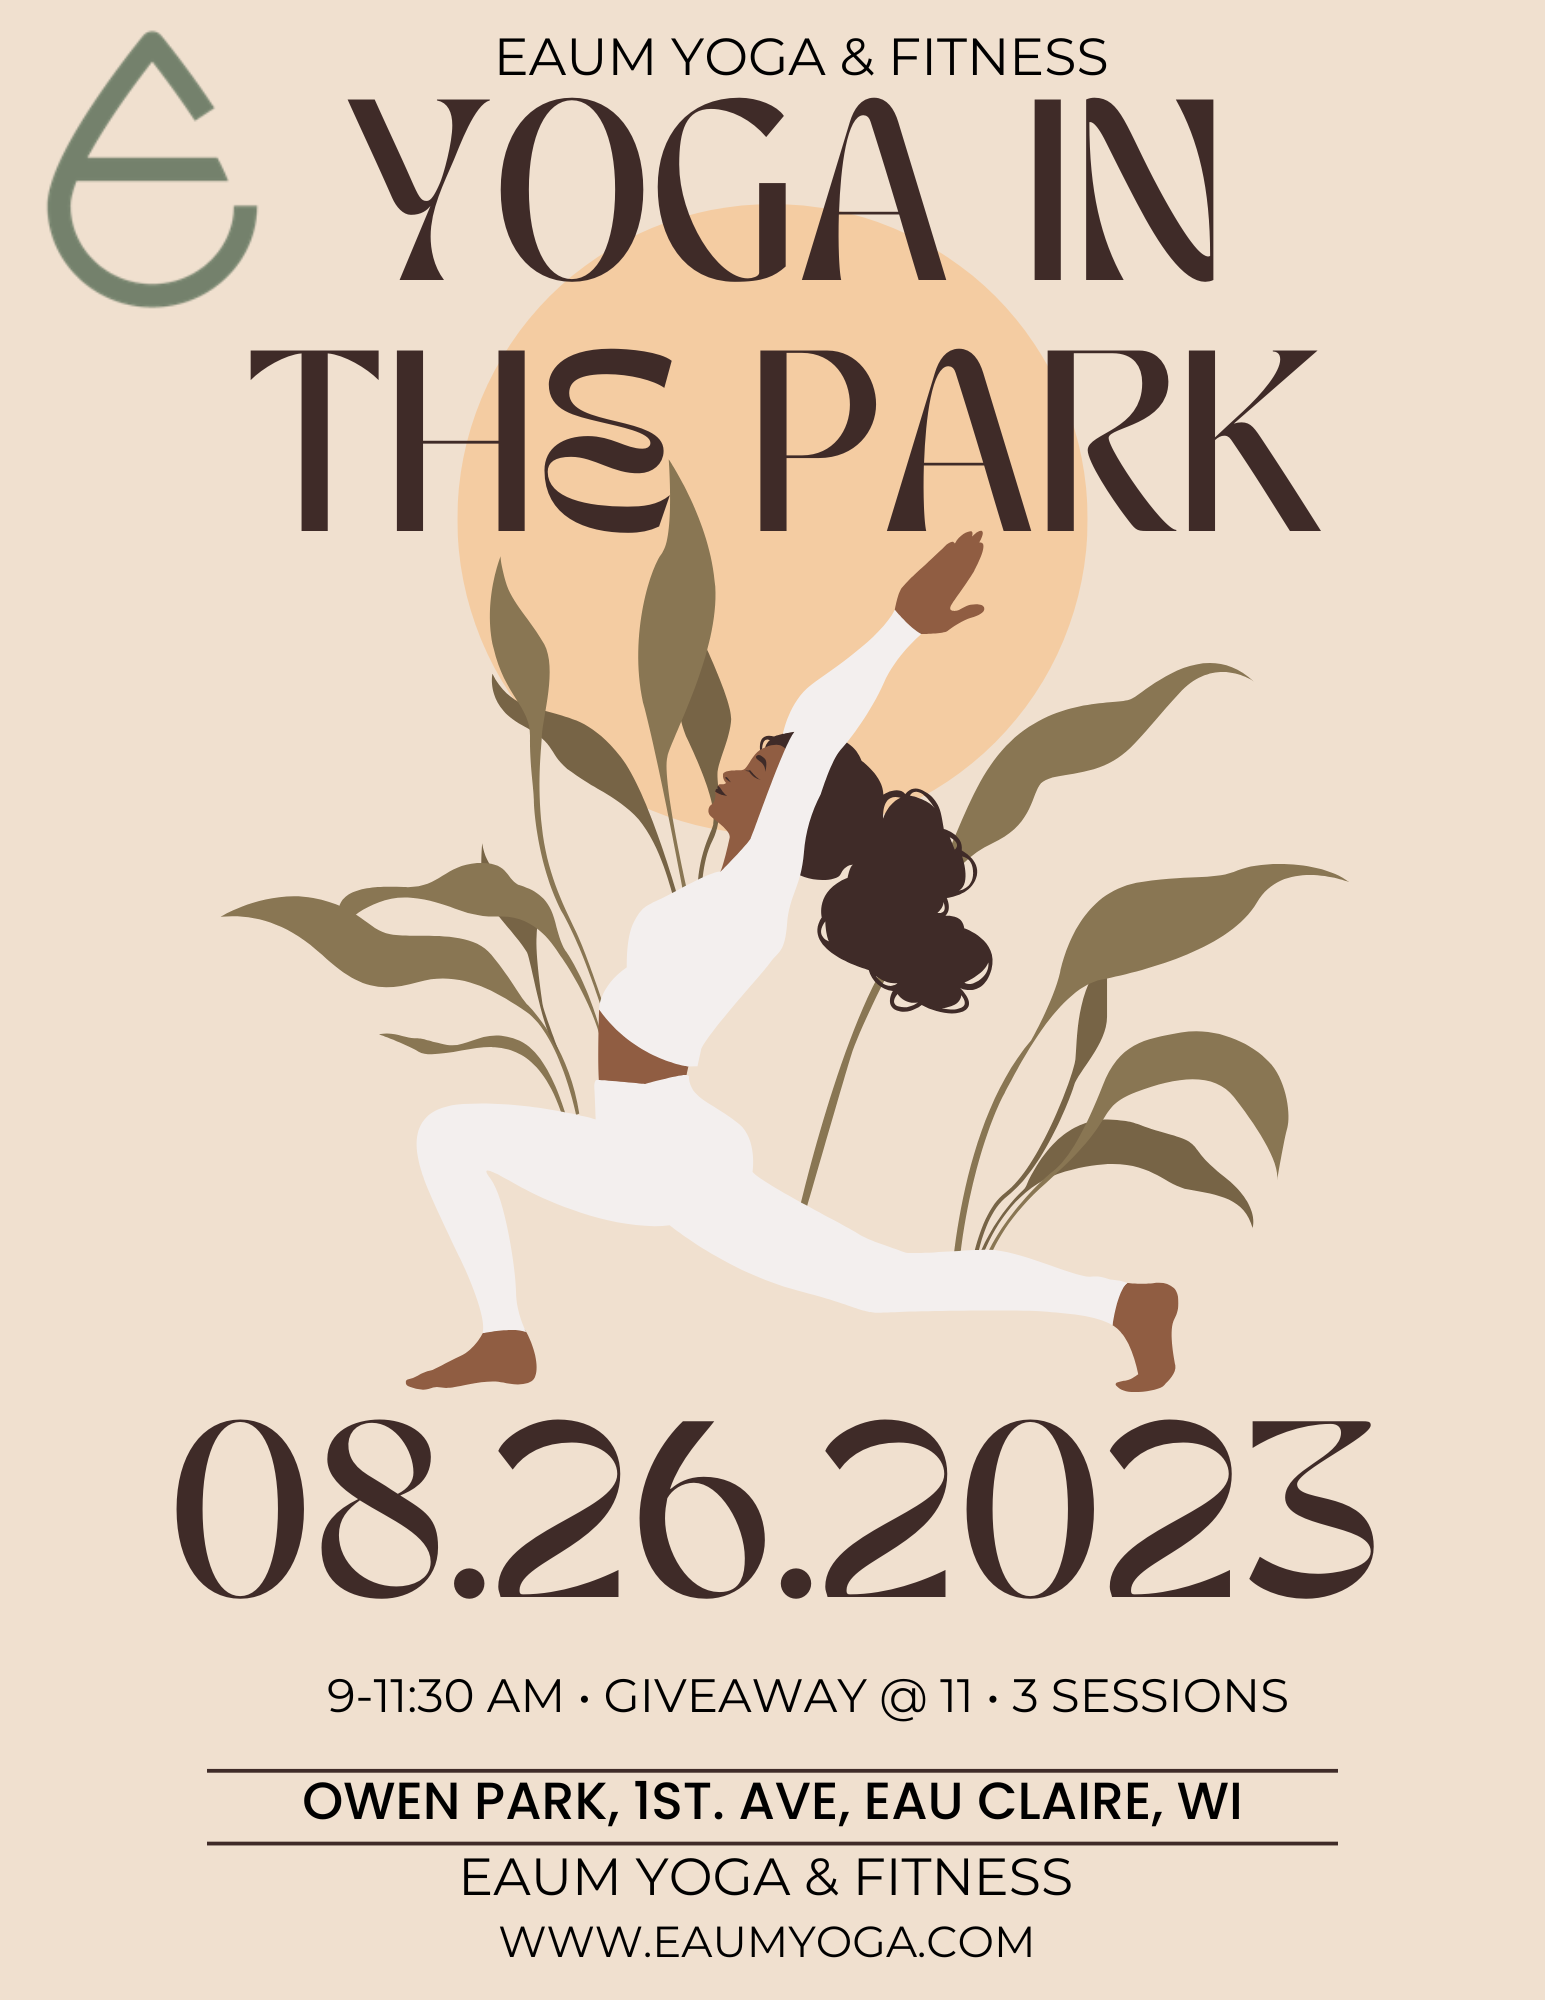 EAUM YOGA & FITNESS
YOGA IN
THE PARK
08.26.2023
9-11:30 AM • GIVEAWAY @ 11 • 3 SESSIONS
OWEN PARK, 1ST. AVE, EAU CLAIRE, WI
EAUM YOGA & FITNESS
WWW.EAUMYOGA.COM